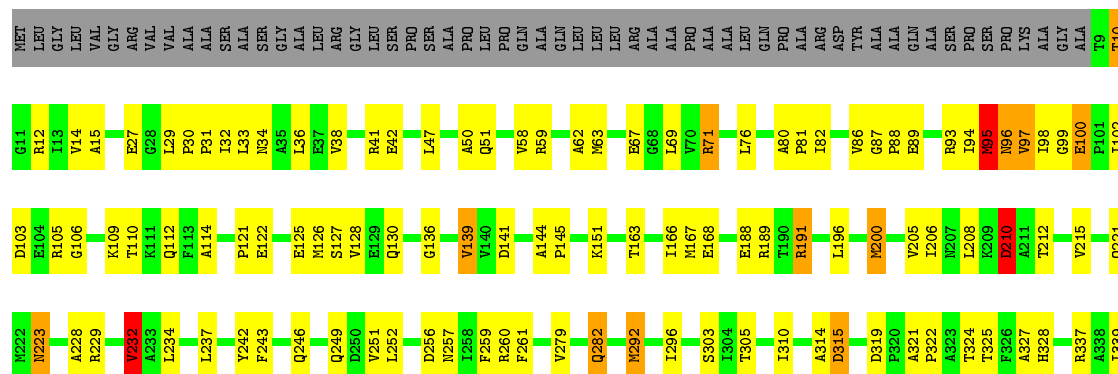 MET LEU GLY LEU VAL GLY ARG VAL VAL ALA ALA SER ALA SER GLY ALA LEU ARG GLY LEU SER PRO SER ALA PRO LEU PRO GLN ALA GLN LEU LEU LEU ARG ALA ALA PRO ALA ALA LEU GLN PRO ALA ARG ASP TYR ALA ALA GLN ALA SER PRO SER PRO LYS ALA GLY ALA T9 T10
G11 R12 I13 V14 A15 E27 G28 L29 P30 P31 I32 L33 N34 A35 L36 E37 V38 R41 E42 L47 A50 Q51 V58 R59 A62 M63 E67 G68 L69 V70 R71 L76 A80 P81 I82 V86 G87 P88 E89 R93 I94 M95 N96 V97 I98 G99 E100 P101 I102
D103 E104 R105 G106 K109 T110 K111 Q112 F113 A114 P121 E122 E125 M126 S127 V128 E129 Q130 G136 V139 V140 D141 A144 P145 K151 T163 I166 M167 E168 E188 R189 T190 R191 L196 M200 V205 I206 N207 L208 K209 D210 A211 T212 V215 Q221
M222 N223 A228 R229 V232 A233 L234 L237 Y242 F243 Q246 Q249 D250 V251 L252 D256 N257 I258 F259 R260 F261 V279 Q282 M292 I296 S303 I304 T305 I310 A314 D315 D319 P320 A321 P322 A323 T324 T325 F326 A327 H328 R337 A338 I339